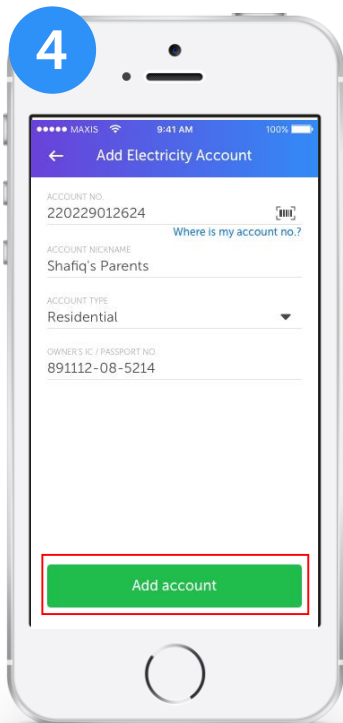 4
MAXIS 9:41 AM 100%
Add Electricity Account
ACCOUNT NO.
220229012624
Where is my account no.?
ACCOUNT NICKNAME
Shafiq's Parents
ACCOUNT TYPE
Residential
OWNER'S IC / PASSPORT NO.
891112-08-5214
Add account